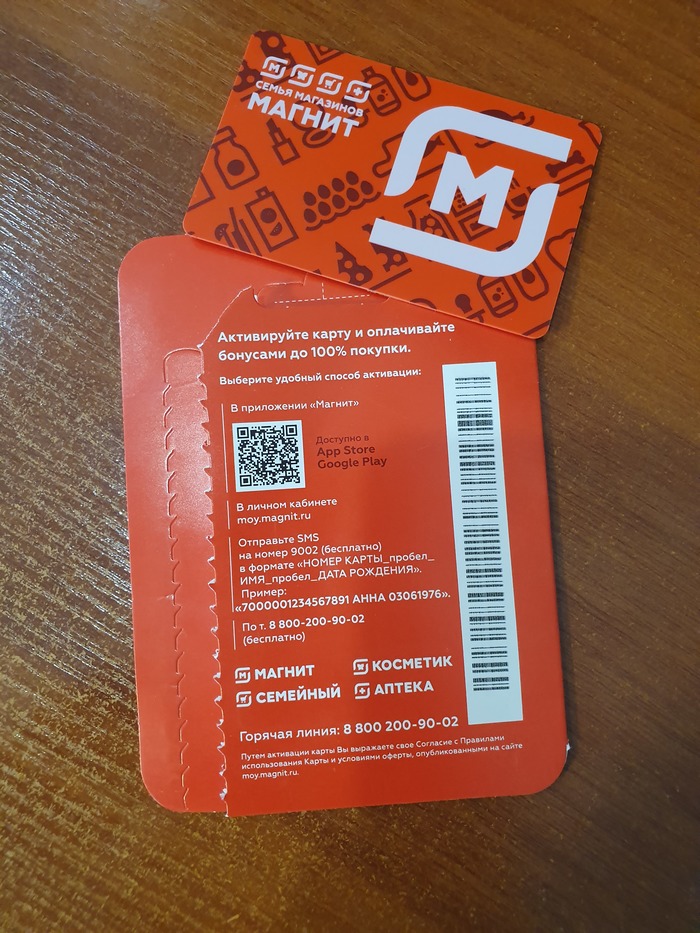 СЕМЬЯ МАГАЗИНОВ
МАГНИТ
М
Активируйте карту и оплачивайте
бонусами до 100% покупки.
Выберите удобный способ активации:
В приложении «Магнит»
Доступно в
App Store
Google Play
В личном кабинете
moy.magnit.ru
Отправьте SMS
на номер 9002 (бесплатно)
в формате «НОМЕР КАРТЫ_пробел_
ИМЯ_пробел_ДАТА РОЖДЕНИЯ».
Пример:
«7000001234567891 АННА 03061976».
По т. 8 800-200-90-02
(бесплатно)
МАГНИТ
КОСМЕТИК
СЕМЕЙНЫЙ
АПТЕКА
Горячая линия: 8 800 200-90-02
Путем активации карты Вы выражаете свое Согласие с Правилами
использования Карты и условиями оферты, опубликованными на сайте
moy.magnit.ru.